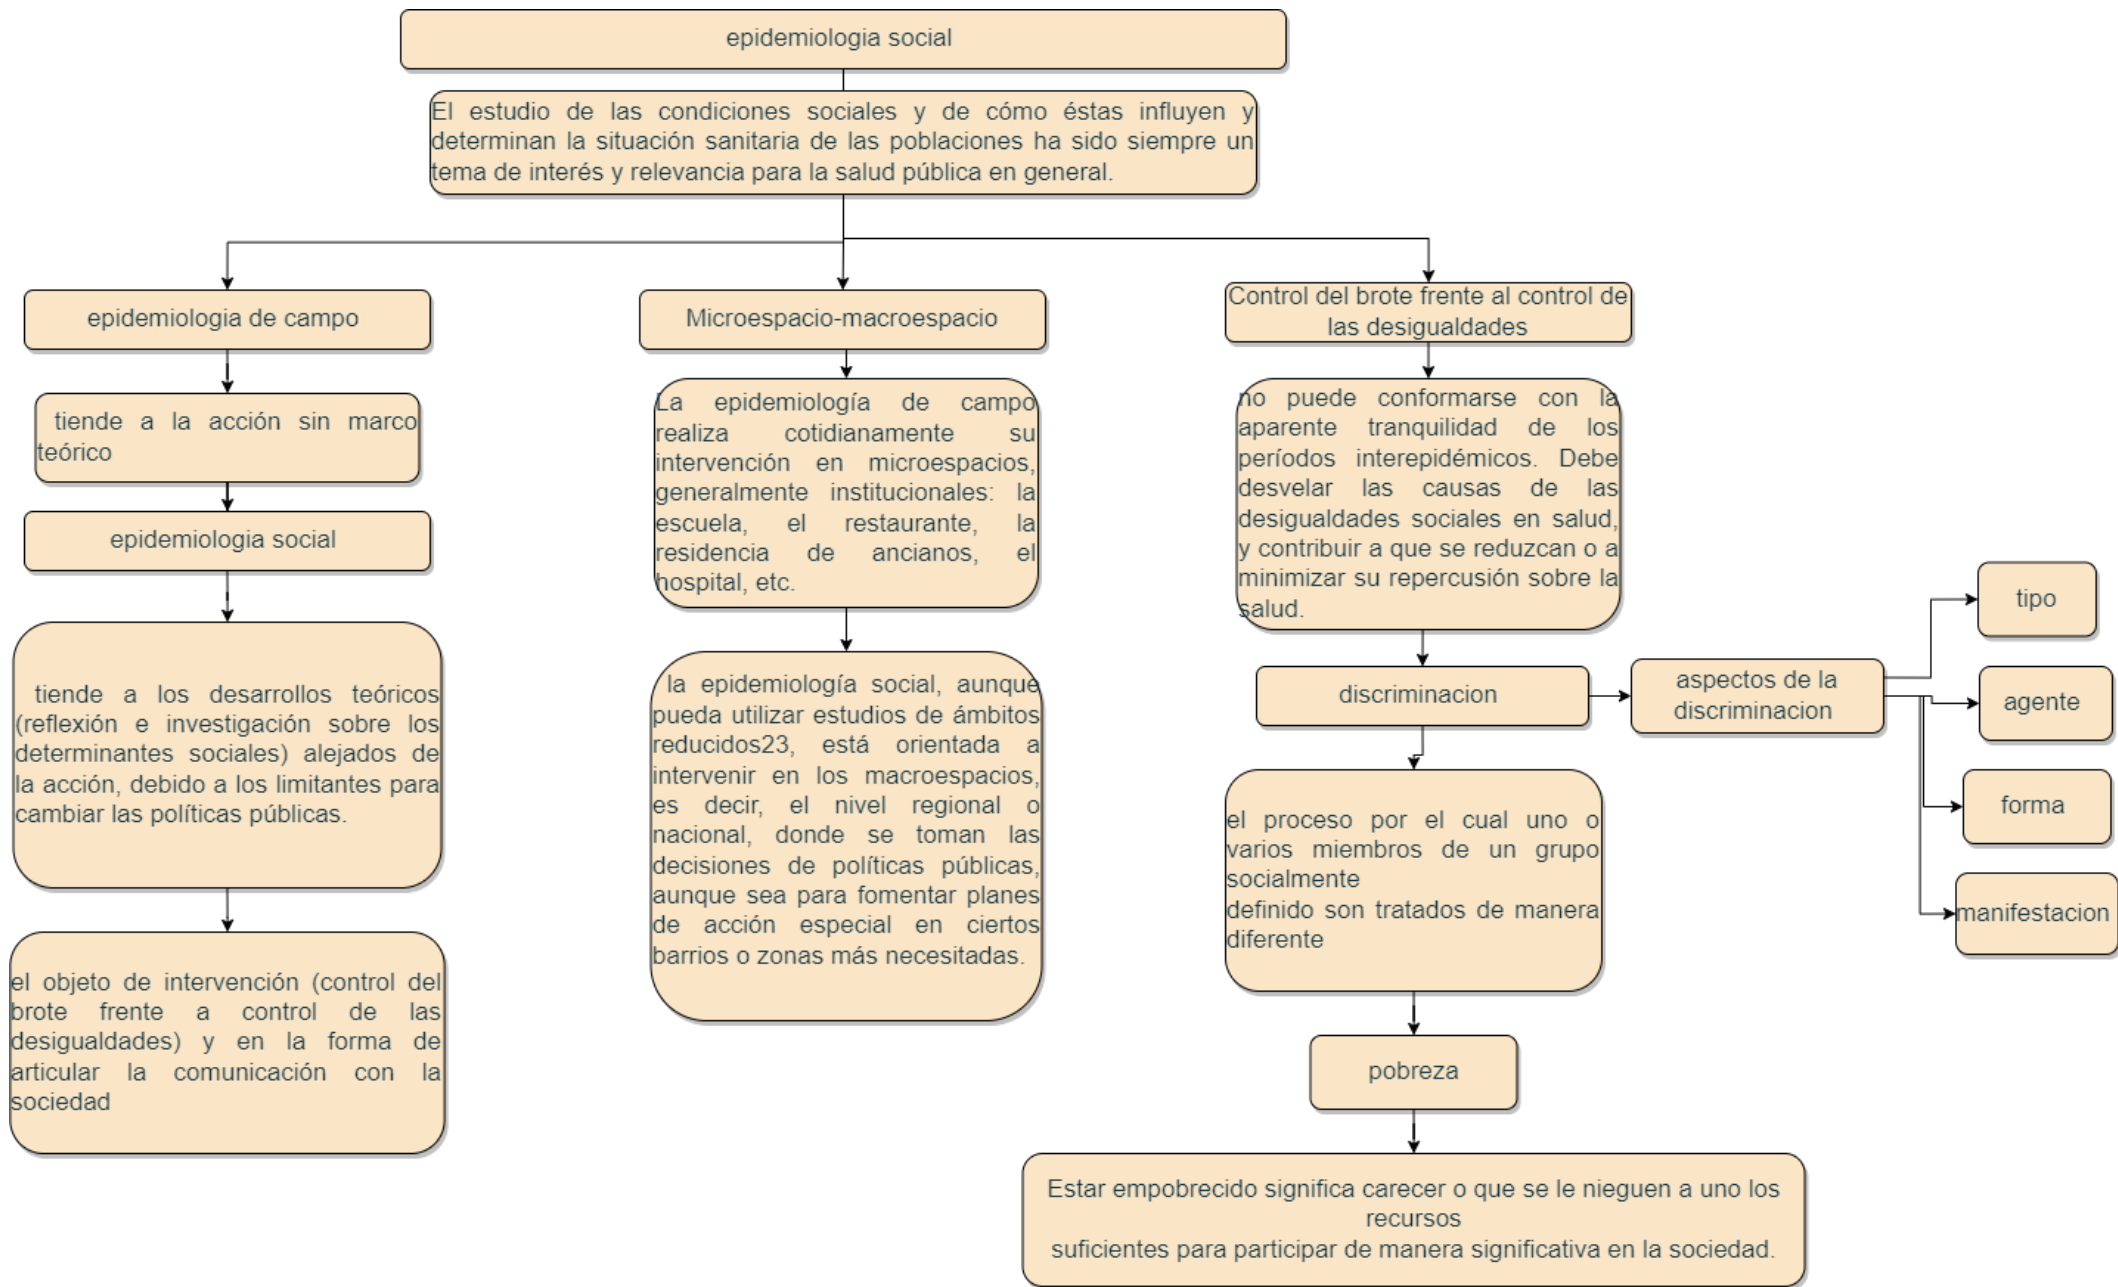 epidemiologia social
El estudio de las condiciones sociales y de cómo éstas influyen y
determinan la situación sanitaria de las poblaciones ha sido siempre un
tema de interés y relevancia para la salud pública en general.
epidemiologia de campo
tiende a la acción sin marco
teórico
epidemiologia social
tiende a los desarrollos teóricos
(reflexión e investigación sobre los
determinantes sociales) alejados de
la acción, debido a los limitantes para
cambiar las políticas públicas.
el objeto de intervención (control del
brote frente a control de las
desigualdades) y en la forma de
articular la comunicación con la
sociedad
Microespacio-macroespacio
La epidemiología de campo
realiza cotidianamente su
intervención en microespacios,
generalmente institucionales: la
escuela, el restaurante, la
residencia de ancianos, el
hospital, etc.
la epidemiología social, aunque
pueda utilizar estudios de ámbitos
reducidos23, está orientada a
intervenir en los macroespacios,
es decir, el nivel regional o
nacional, donde se toman las
decisiones de políticas públicas,
aunque sea para fomentar planes
de acción especial en ciertos
barrios o zonas más necesitadas.
Control del brote frente al control de
las desigualdades
no puede conformarse con la
aparente tranquilidad de los
períodos interepidémicos. Debe
desvelar las causas de las
desigualdades sociales en salud,
y contribuir a que se reduzcan o a
minimizar su repercusión sobre la
salud.
discriminacion
aspectos de la
discriminacion
tipo
agente
forma
manifestacion
el proceso por el cual uno o
varios miembros de un grupo
socialmente
definido son tratados de manera
diferente
pobreza
Estar empobrecido significa carecer o que se le nieguen a uno los
recursos
suficientes para participar de manera significativa en la sociedad.